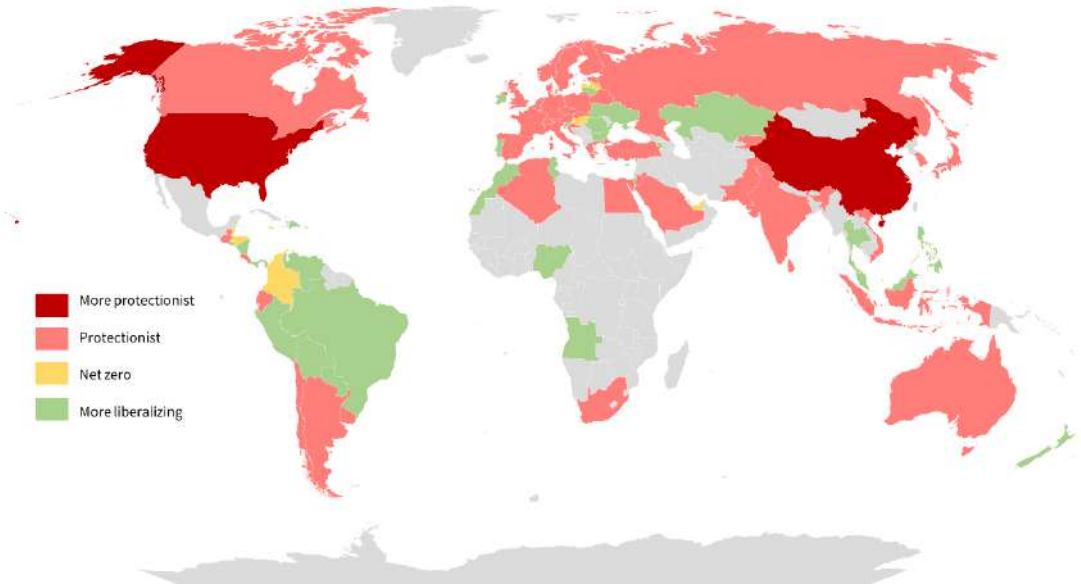 More protectionist
Protectionist
Net zero
More liberalizing